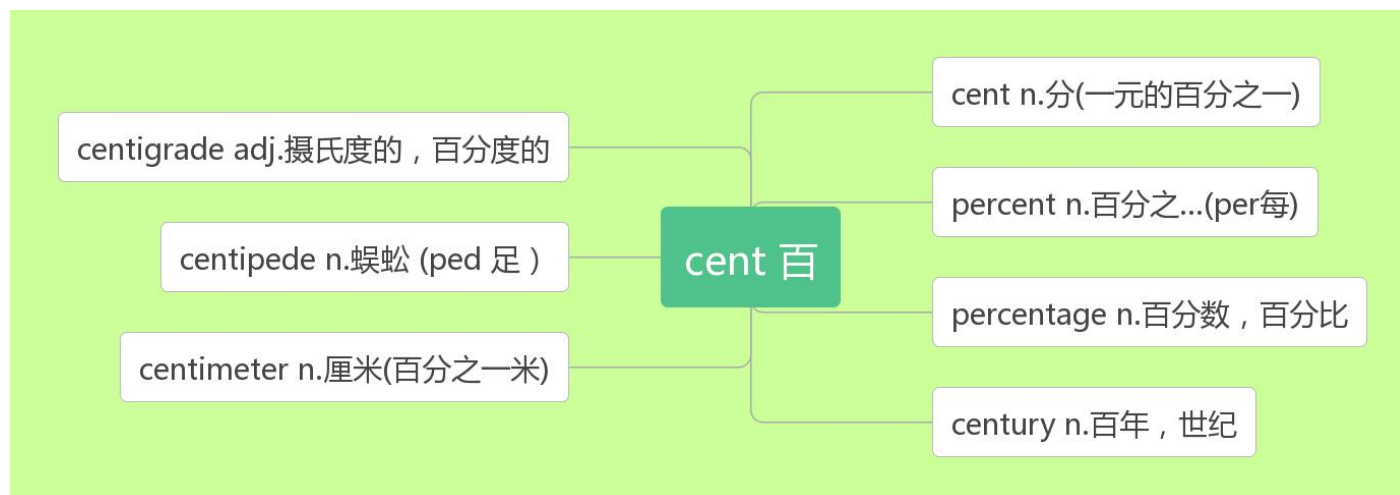 cent 百
cent n.分(一元的百分之一)
percent n.百分之...(per每)
percentage n.百分数，百分比
century n.百年，世纪
centigrade adj.摄氏度的，百分度的
centipede n.蜈蚣 (ped 足 )
centimeter n.厘米(百分之一米)